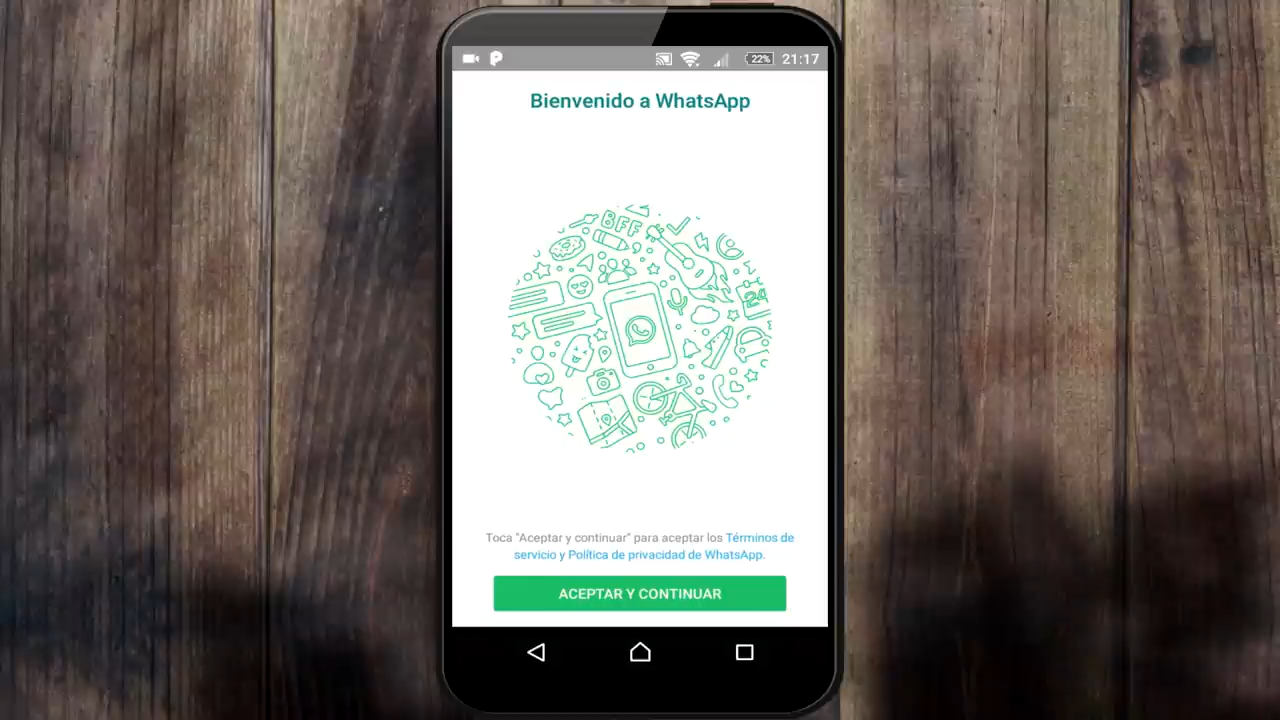 22% 21:17
Bienvenido a WhatsApp
BFF
24
Toca "Aceptar y continuar" para aceptar los Términos de
servicio y Política de privacidad de WhatsApp.
ACEPTAR Y CONTINUAR